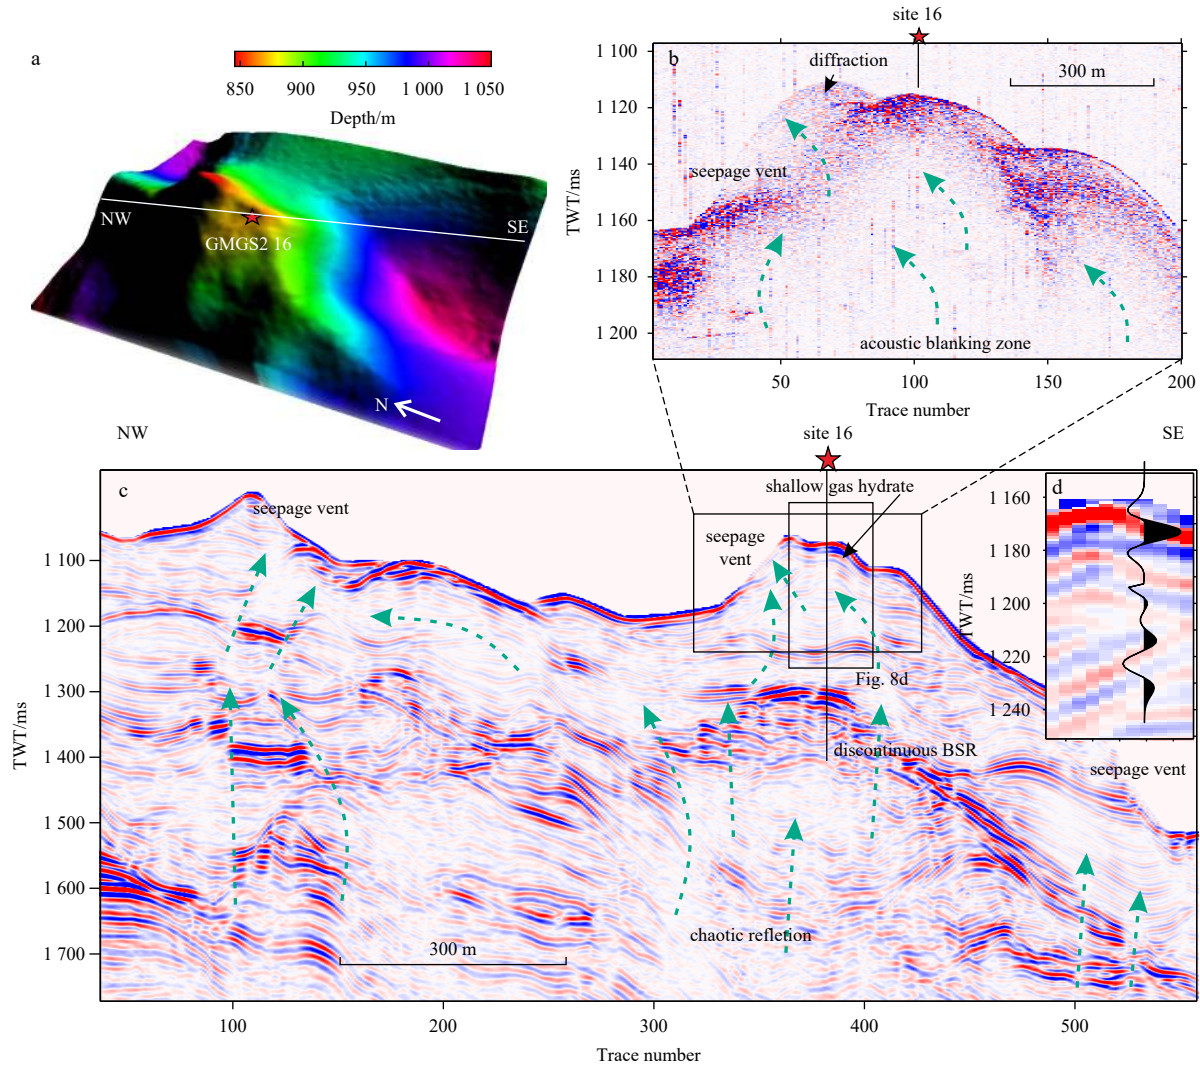 a
850 900 950 1 000 1 050
Depth/m
NW
SE
GMGS2 16
N
site 16
b
diffraction
300 m
seepage vent
acoustic blanking zone
1 100
1 120
1 140
1 160
1 180
1 200
TWT/ms
50 100 150 200
Trace number
NW
site 16
SE
c
seepage vent
shallow gas hydrate
seepage
vent
Fig. 8d
discontinuous BSR
seepage vent
chaotic refletion
300 m
1 100
1 200
1 300
1 400
1 500
1 600
1 700
TWT/ms
100 200 300 400 500
Trace number
d
1 160
1 180
1 200
1 220
1 240
TWT/ms